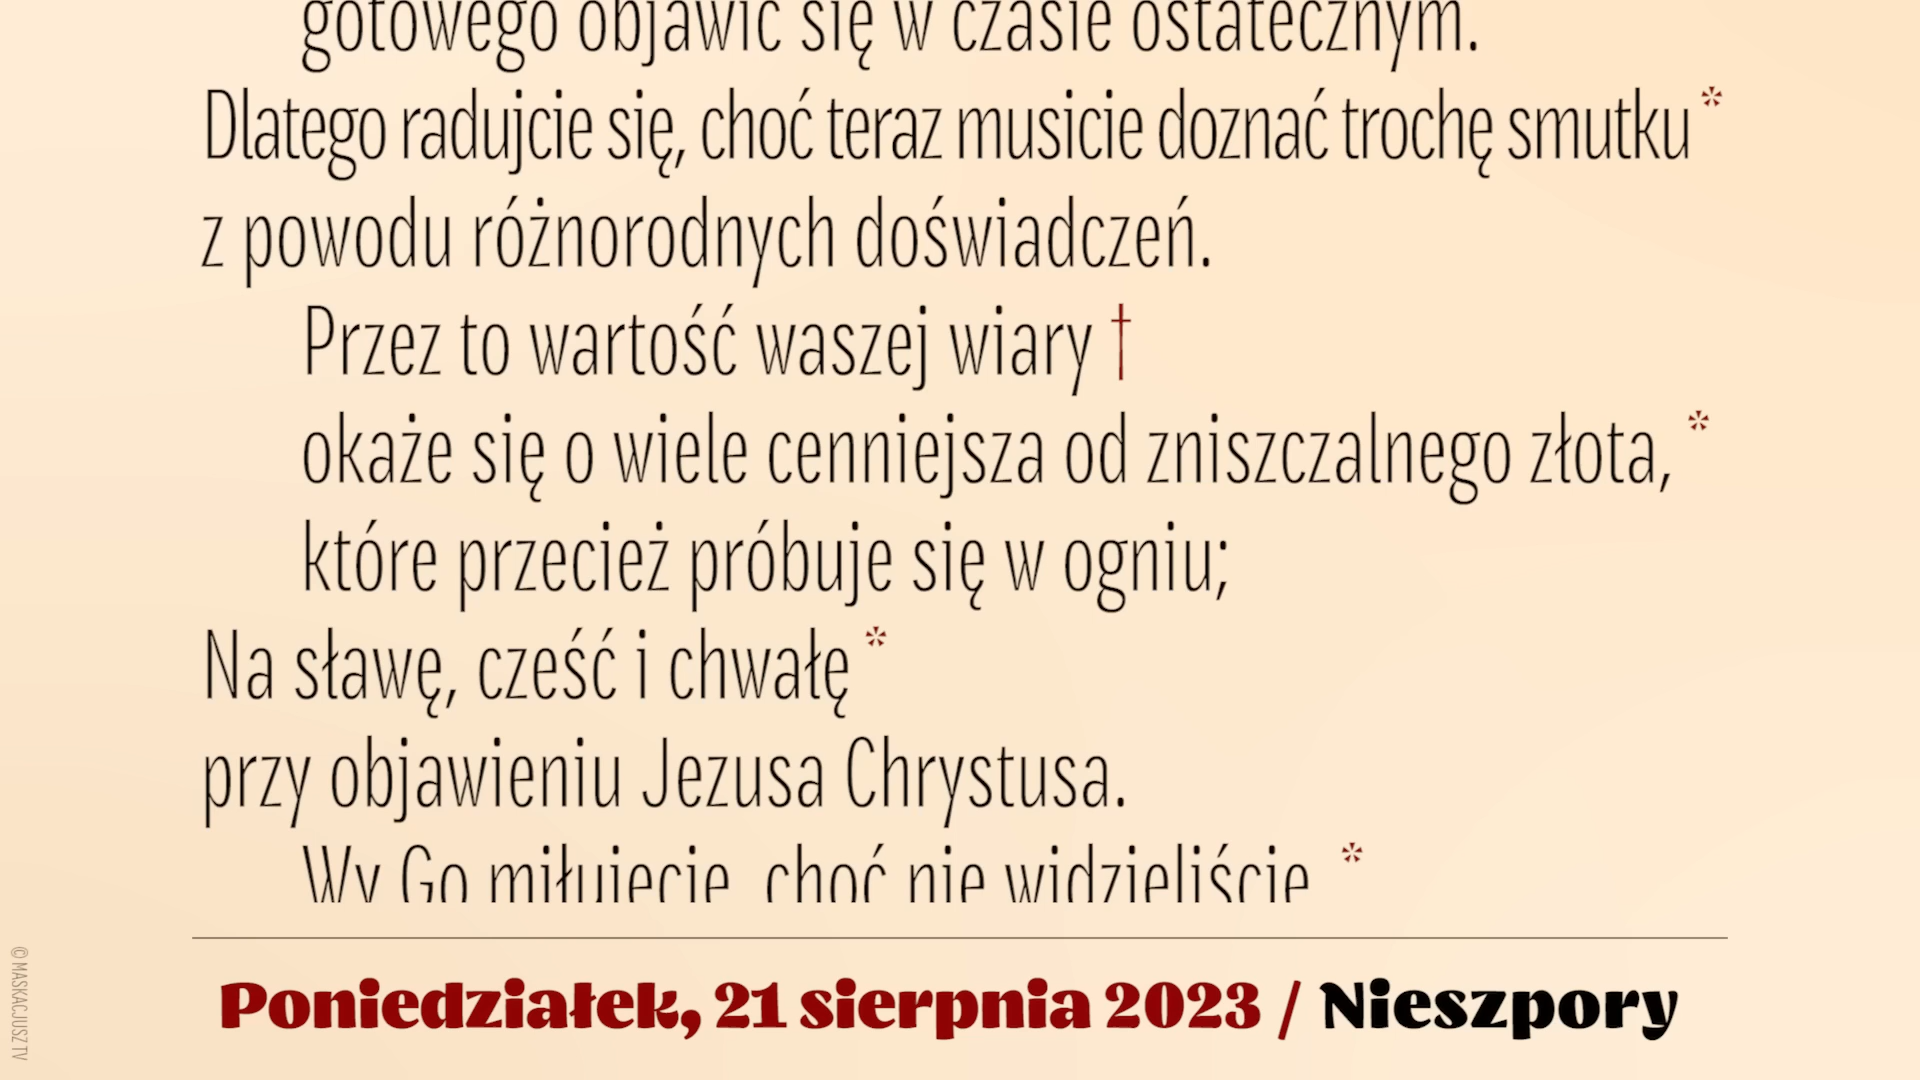 gotowego objawić się w czasie ostatecznym.
Dlatego radujcie się, choć teraz musicie doznać trochę smutku *
z powodu różnorodnych doświadczeń.
Przez to wartość waszej wiary †
okaże się o wiele cenniejsza od zniszczalnego złota, *
które przecież próbuje się w ogniu;
Na sławę, cześć i chwałę *
przy objawieniu Jezusa Chrystusa.
Wy Go miłujecie, choć nie widzieliście, *
Poniedziałek, 21 sierpnia 2023 / Nieszpory
© MASKACJUSZ TV